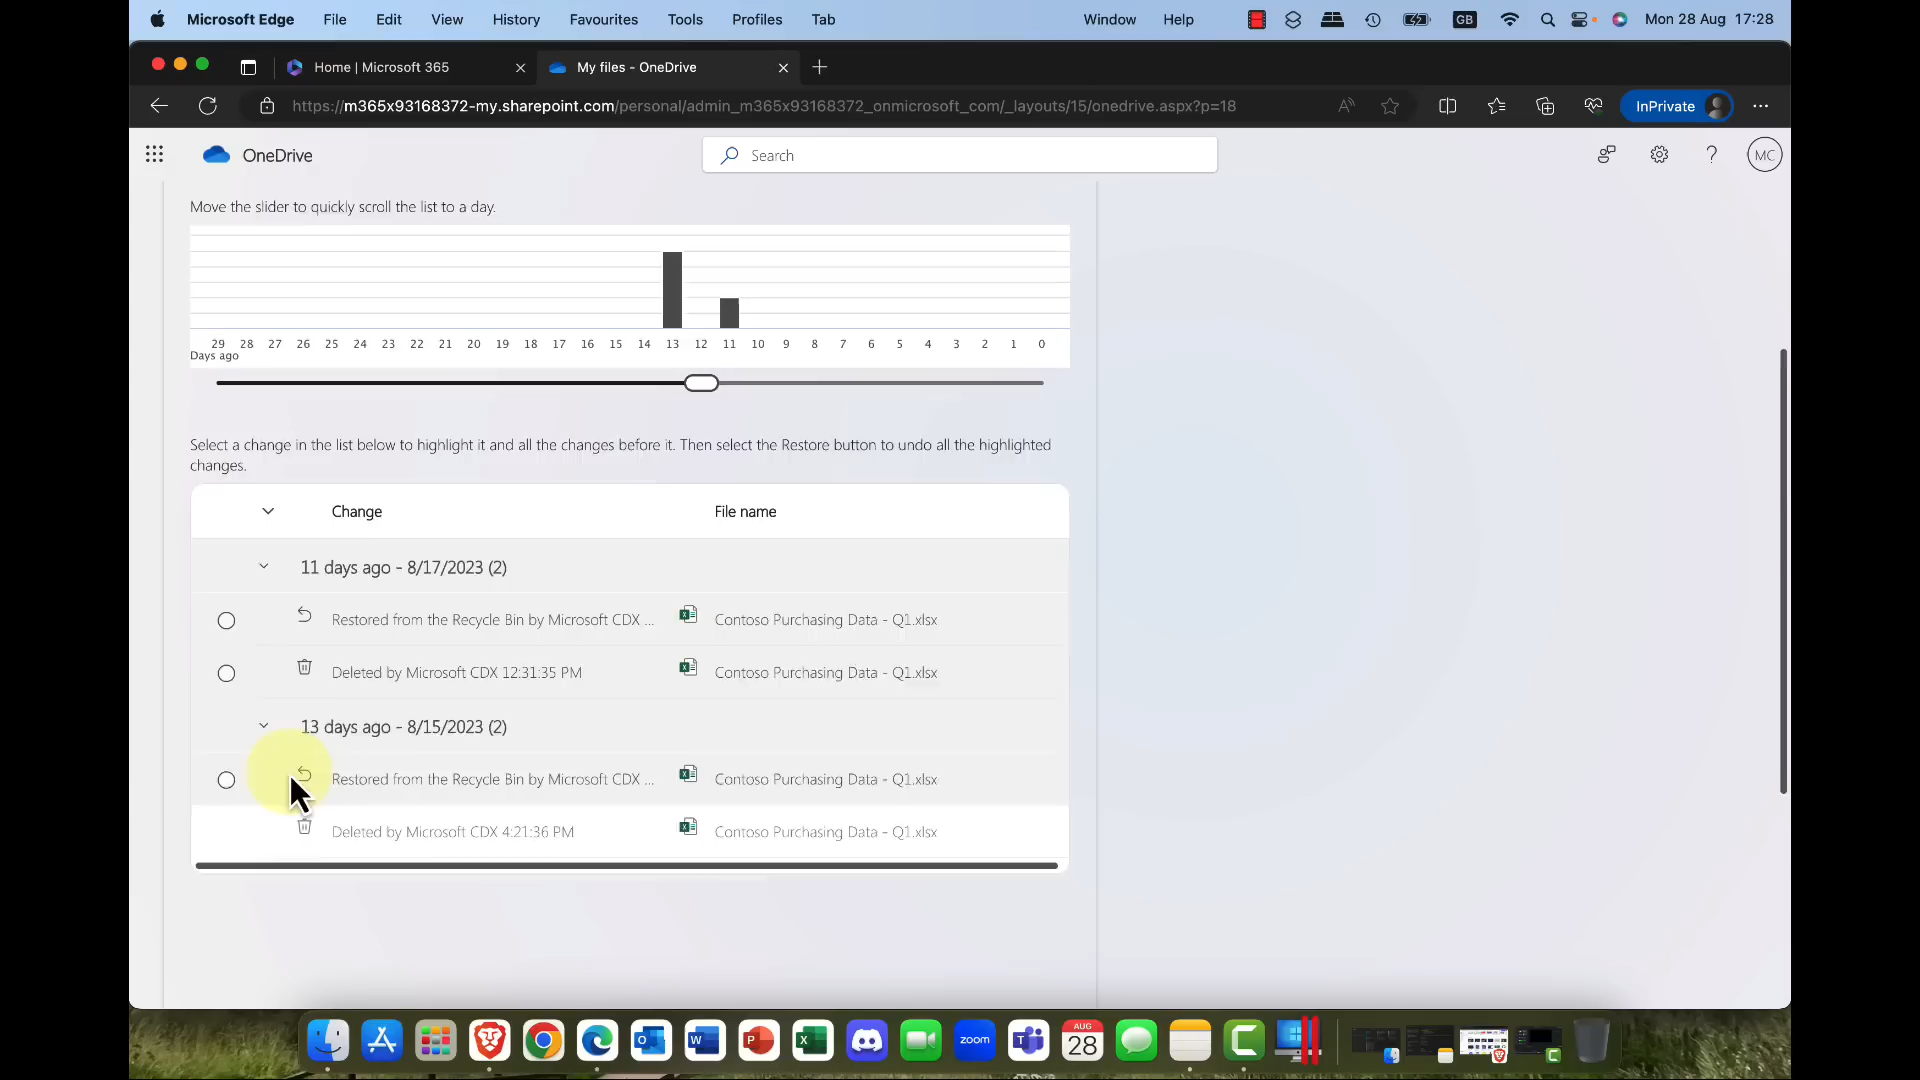 Microsoft Edge File Edit View History Favourites Tools Profiles Tab Window Help GB Mon 28 Aug 17:28
Home | Microsoft 365 My files - OneDrive
https://m365x93168372-my.sharepoint.com/personal/admin_m365x93168372_onmicrosoft_com/_layouts/15/onedrive.aspx?p=18 InPrivate
OneDrive Search MC
Move the slider to quickly scroll the list to a day.
29 28 27 26 25 24 23 22 21 20 19 18 17 16 15 14 13 12 11 10 9 8 7 6 5 4 3 2 1 0
Days ago
Select a change in the list below to highlight it and all the changes before it. Then select the Restore button to undo all the highlighted
changes.
Change File name
11 days ago - 8/17/2023 (2)
Restored from the Recycle Bin by Microsoft CDX ... Contoso Purchasing Data - Q1.xlsx
Deleted by Microsoft CDX 12:31:35 PM Contoso Purchasing Data - Q1.xlsx
13 days ago - 8/15/2023 (2)
Restored from the Recycle Bin by Microsoft CDX ... Contoso Purchasing Data - Q1.xlsx
Deleted by Microsoft CDX 4:21:36 PM Contoso Purchasing Data - Q1.xlsx
AUG
28
zoom